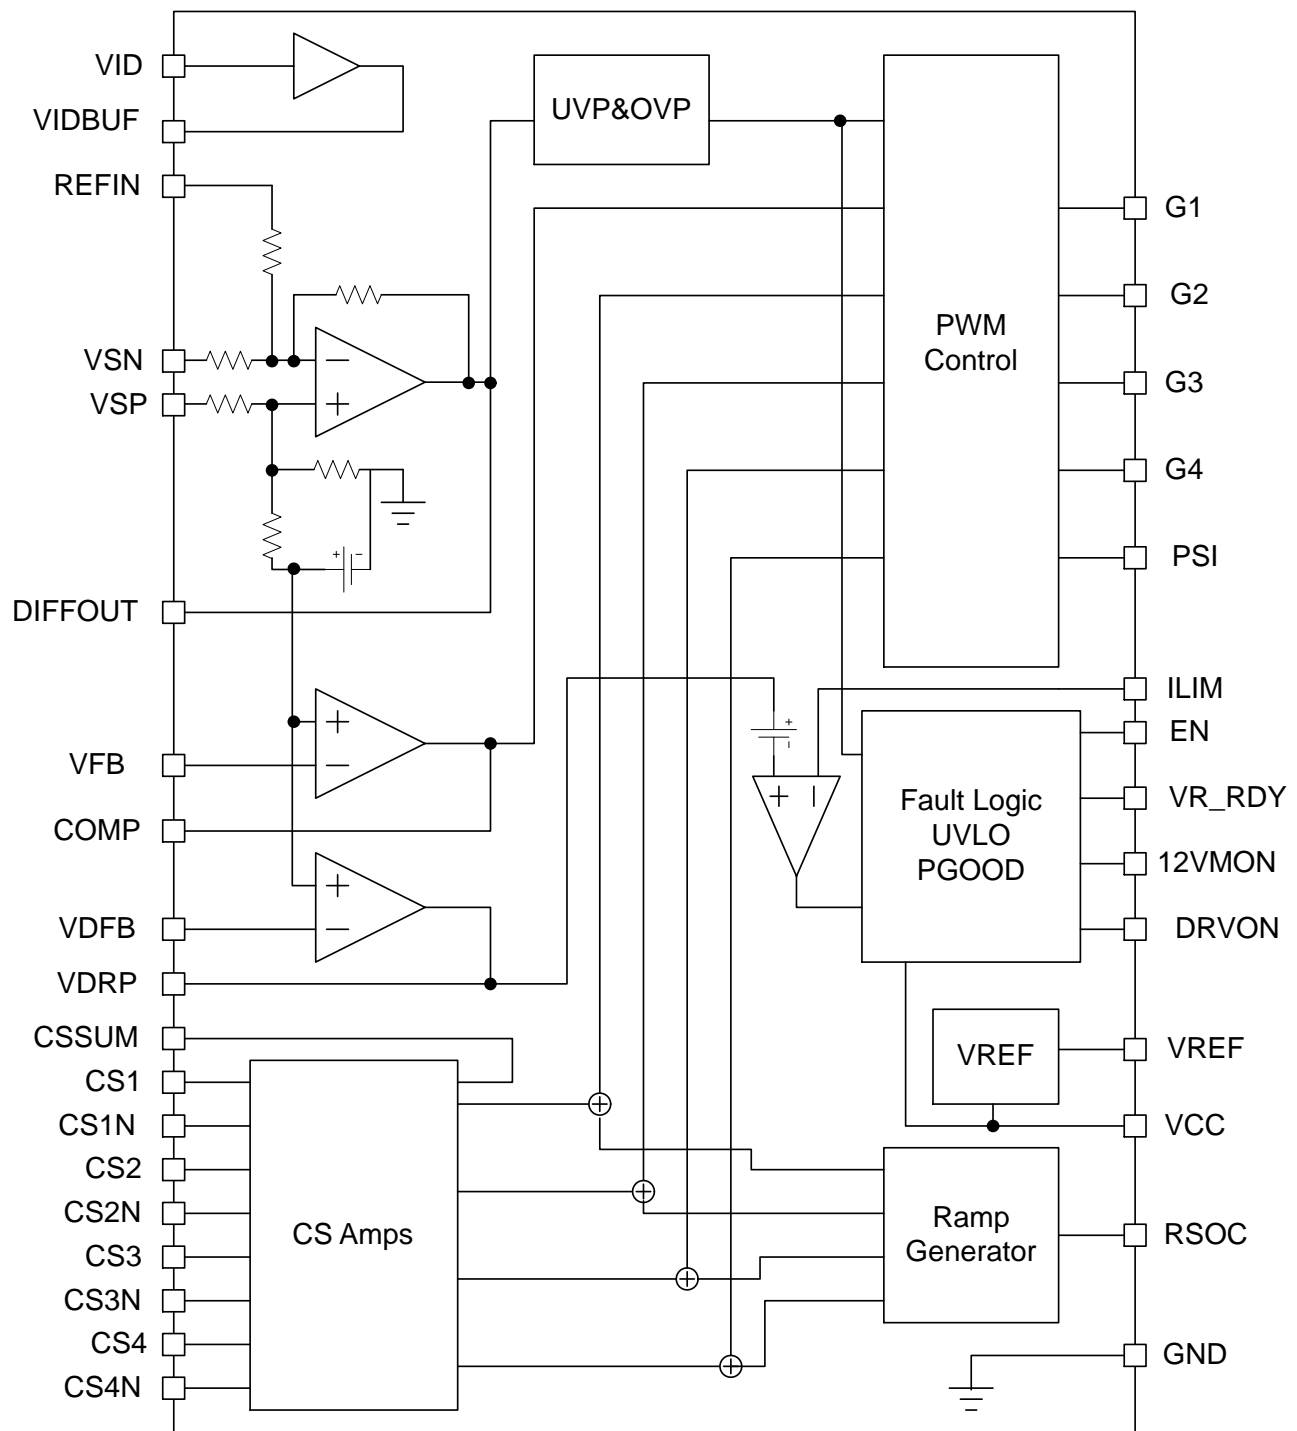 VID
VIDBUF
REFIN
VSN
VSP
DIFFOUT
VFB
COMP
VDFB
VDRP
CSSUM
CS1
CS1N
CS2
CS2N
CS3
CS3N
CS4
CS4N
UVP&OVP
PWM
Control
Fault Logic
UVLO
PGOOD
VREF
CS Amps
Ramp
Generator
G1
G2
G3
G4
PSI
ILIM
EN
VR_RDY
12VMON
DRVON
VREF
VCC
RSOC
GND